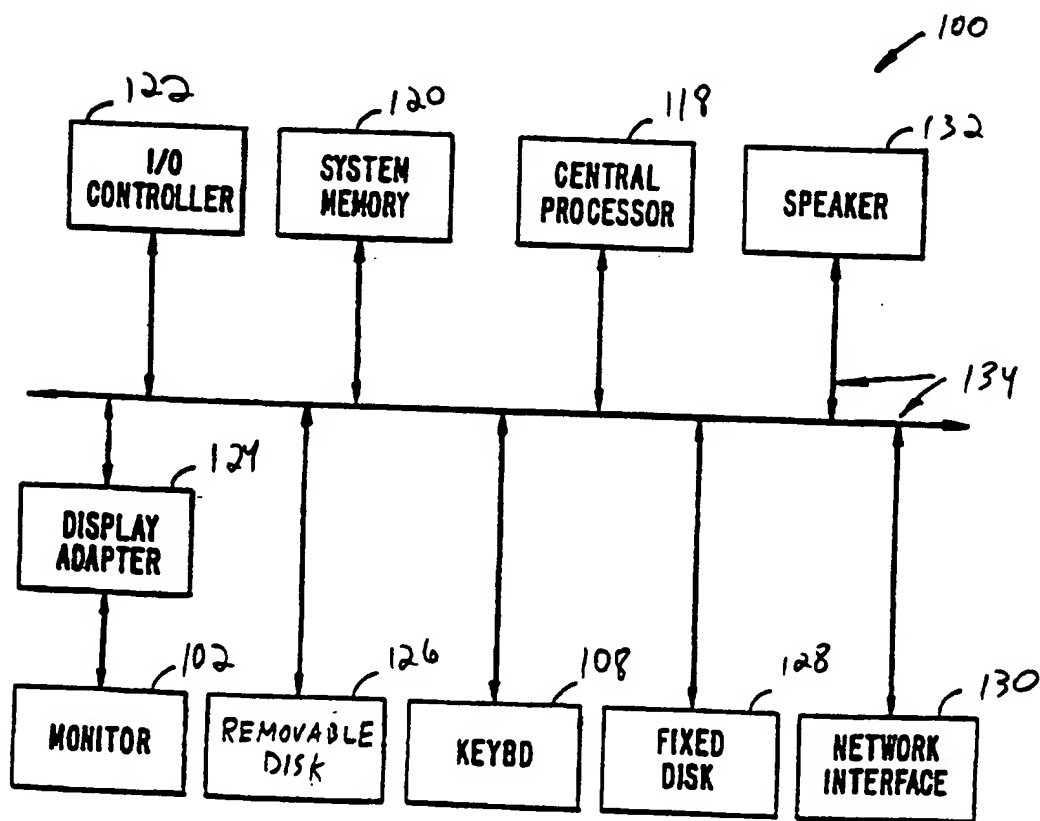 100
122
120
118
132
I/O
CONTROLLER
SYSTEM
MEMORY
CENTRAL
PROCESSOR
SPEAKER
134
124
DISPLAY
ADAPTER
102
126
108
128
130
MONITOR
REMOVABLE
DISK
KEYBD
FIXED
DISK
NETWORK
INTERFACE